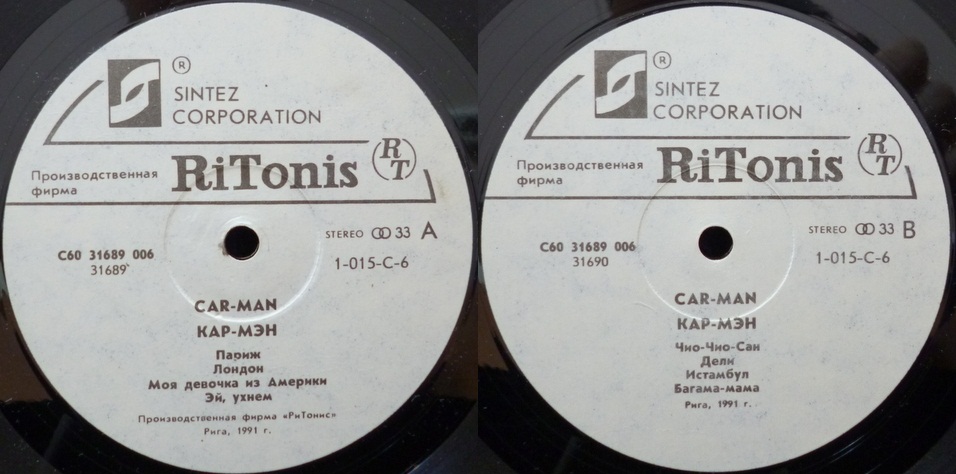 ®
SINTEZ
CORPORATION
Производственная
фирма
RiTonis
RT
STEREO 33 A
С60 31689 006
31689
1-015-C-6
CAR-MAN
КАР-МЭН
Париж
Лондон
Моя девочка из Америки
Эй, ухнем
Производственная фирма «РиТонис»
Рига, 1991 г.
®
SINTEZ
CORPORATION
Производственная
фирма
RiTonis
RT
STEREO 33 B
С60 31689 006
31690
1-015-C-6
CAR-MAN
КАР-МЭН
Чио-Чио-Сан
Дели
Истамбул
Багама-мама
Рига, 1991 г.